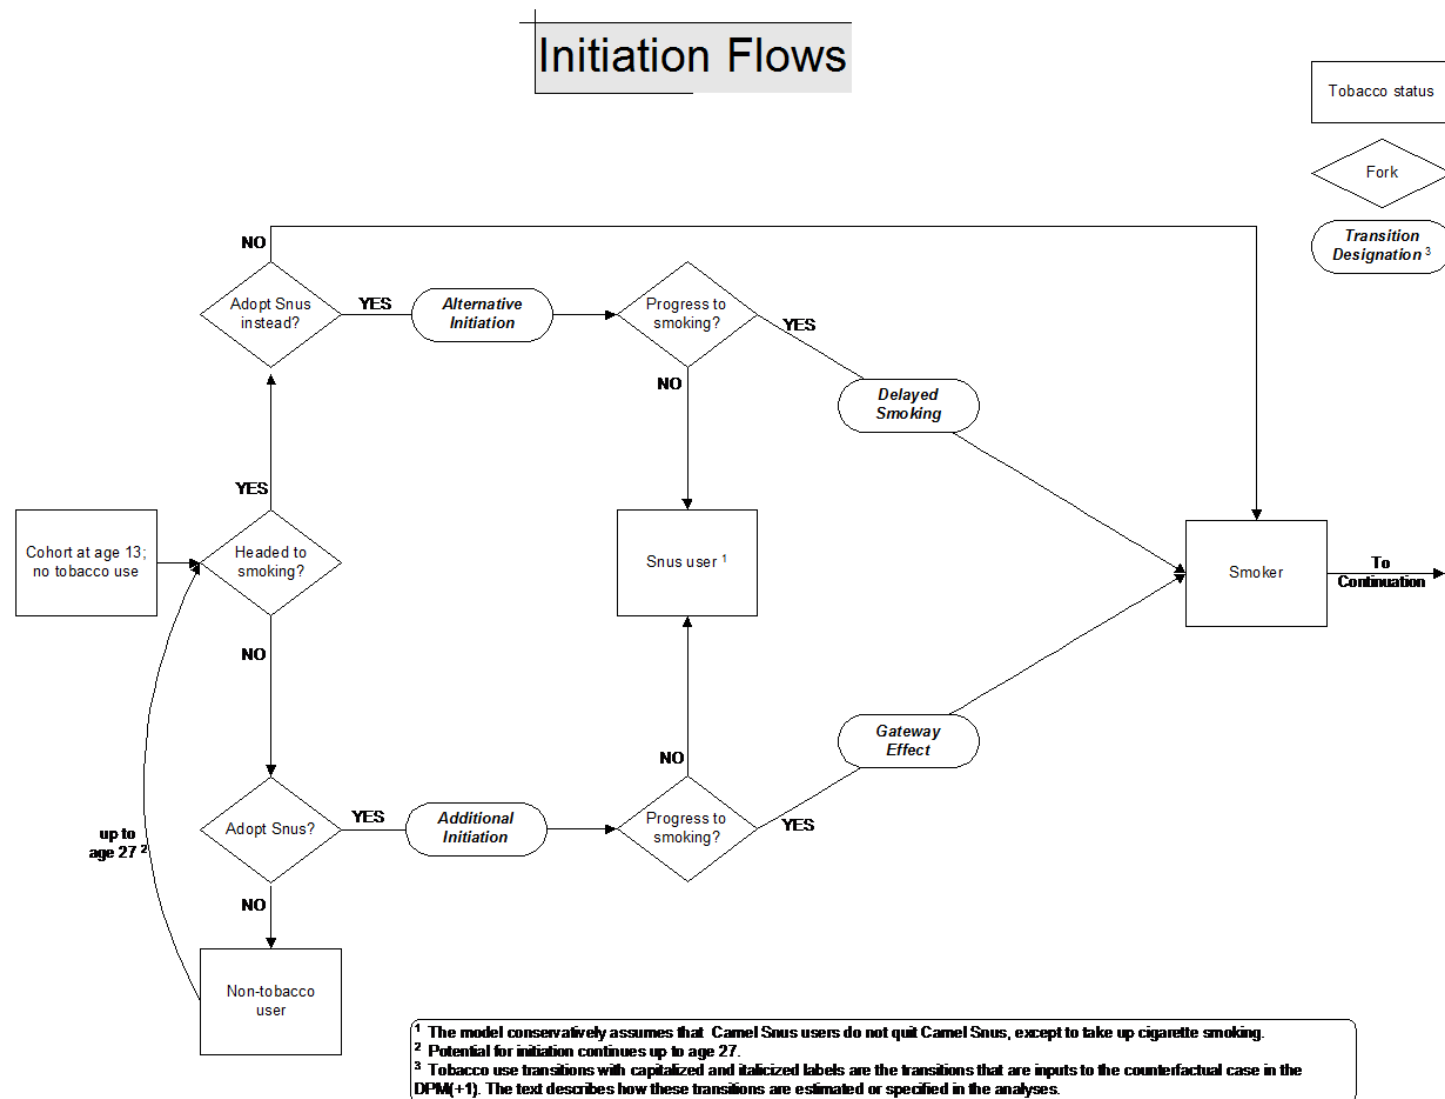 Initiation Flows
Tobacco status
Fork
Transition
Designation 3
NO
Adopt Snus
instead?
YES
Alternative
Initiation
Progress to
smoking?
YES
NO
Delayed
Smoking
YES
Cohort at age 13;
no tobacco use
Headed to
smoking?
Snus user 1
Smoker
To
Continuation
NO
Gateway
Effect
NO
Adopt Snus?
YES
Additional
Initiation
Progress to
smoking?
YES
up to
age 27 2
NO
Non-tobacco
user
1 The model conservatively assumes that Camel Snus users do not quit Camel Snus, except to take up cigarette smoking.
2 Potential for initiation continues up to age 27.
3 Tobacco use transitions with capitalized and italicized labels are the transitions that are inputs to the counterfactual case in the
DPM(+1). The text describes how these transitions are estimated or specified in the analyses.